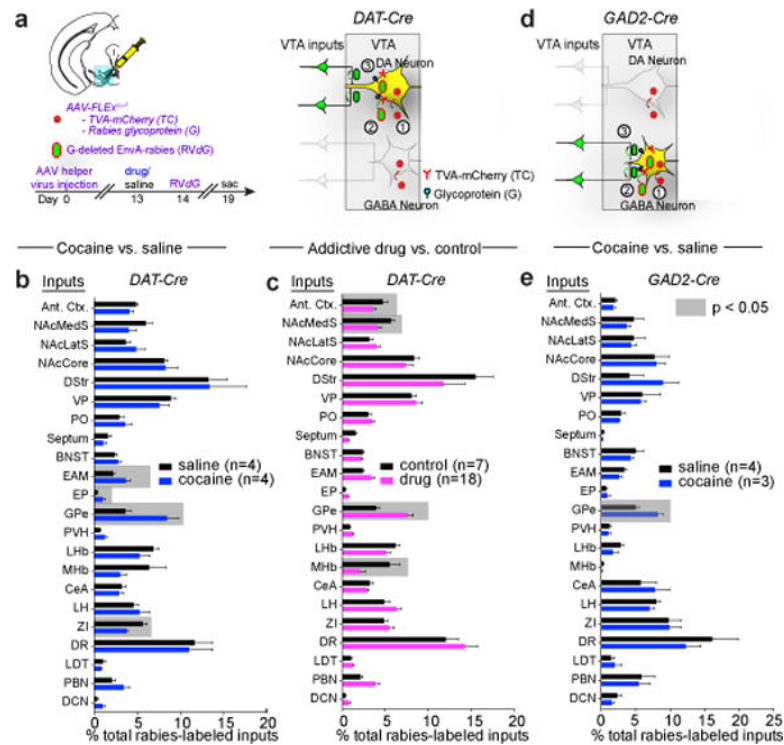 a
AAV-FLEx
- TVA-mCherry (TC)
- Rabies glycoprotein (G)
G-deleted EnvA-rabies (RVdG)
AAV helper
virus injection
drug/
saline
RVdG
sac
Day 0
13
14
19
DAT-Cre
VTA inputs
VTA
DA Neuron
3
2
1
TVA-mCherry (TC)
Glycoprotein (G)
GABA Neuron
d
GAD2-Cre
VTA inputs
VTA
DA Neuron
3
2
1
GABA Neuron
Cocaine vs. saline
Addictive drug vs. control
Cocaine vs. saline
b
Inputs
DAT-Cre
Ant. Ctx.
NAcMedS
NAcLatS
NAcCore
DStr
VP
PO
Septum
BNST
EAM
EP
GPe
PVH
LHb
MHb
CeA
LH
ZI
DR
LDT
PBN
DCN
saline (n=4)
cocaine (n=4)
0 5 10 15 20
% total rabies-labeled inputs
c
Inputs
DAT-Cre
Ant. Ctx.
NAcMedS
NAcLatS
NAcCore
DStr
VP
PO
Septum
BNST
EAM
EP
GPe
PVH
LHb
MHb
CeA
LH
ZI
DR
LDT
PBN
DCN
control (n=7)
drug (n=18)
0 5 10 15 20
% total rabies-labeled inputs
e
Inputs
GAD2-Cre
p < 0.05
Ant. Ctx.
NAcMedS
NAcLatS
NAcCore
DStr
VP
PO
Septum
BNST
EAM
EP
GPe
PVH
LHb
MHb
CeA
LH
ZI
DR
LDT
PBN
DCN
saline (n=4)
cocaine (n=3)
0 5 10 15 20 25
% total rabies-labeled inputs